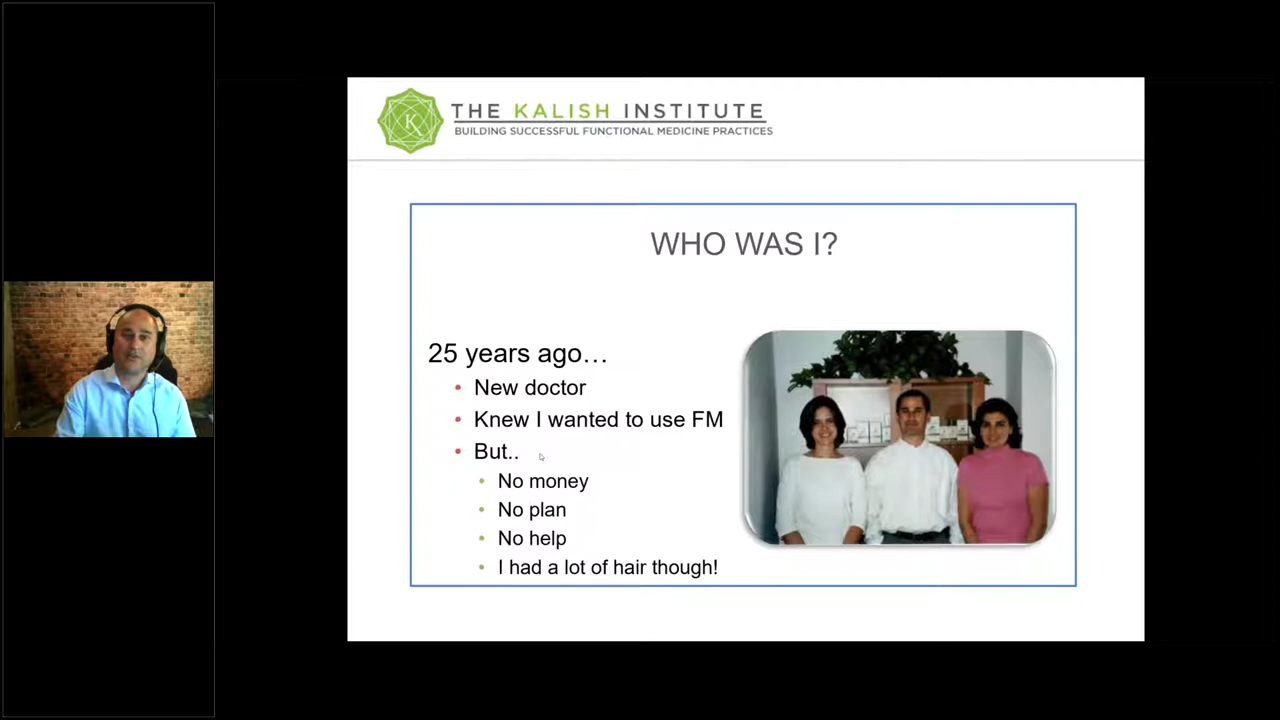 THE KALISH INSTITUTE
BUILDING SUCCESSFUL FUNCTIONAL MEDICINE PRACTICES
WHO WAS I?
25 years ago…
• New doctor
• Knew I wanted to use FM
• But..
• No money
• No plan
• No help
• I had a lot of hair though!